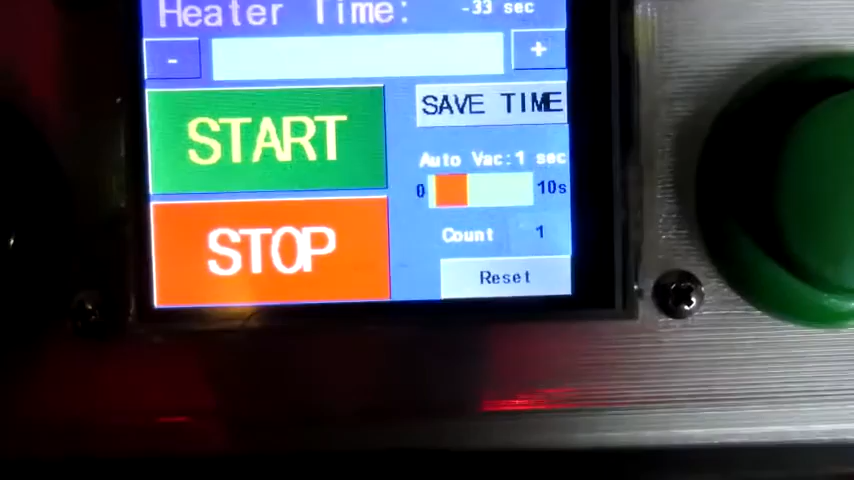 Heater Time: -33 sec
- +
START
SAVE TIME
Auto Vac:1 sec
0 10s
STOP
Count 1
Reset